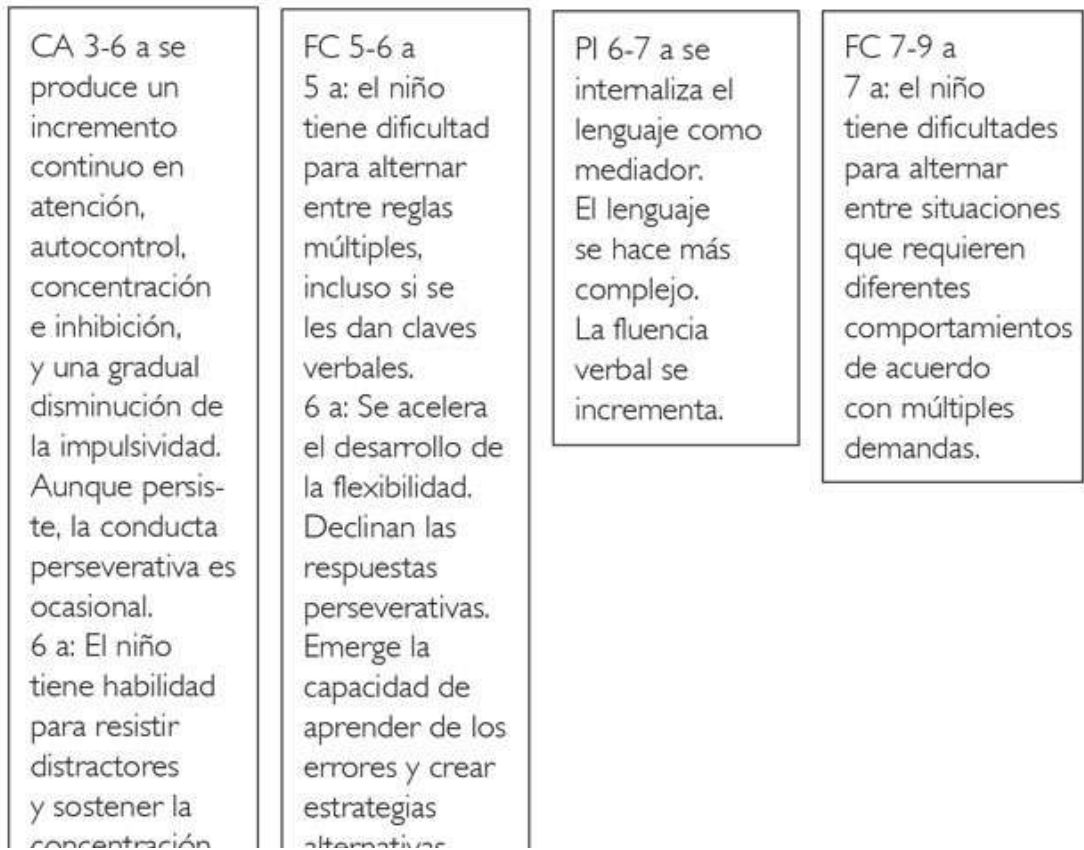 CA 3-6 a se
produce un
incremento
continuo en
atención,
autocontrol,
concentración
e inhibición,
y una gradual
disminución de
la impulsividad.
Aunque persis-
te, la conducta
perseverativa es
ocasional.
6 a: El niño
tiene habilidad
para resistir
distractores
y sostener la
concentración
FC 5-6 a
5 a: el niño
tiene dificultad
para alternar
entre reglas
múltiples,
incluso si se
les dan claves
verbales.
6 a: Se acelera
el desarrollo de
la flexibilidad.
Declinan las
respuestas
perseverativas.
Emerge la
capacidad de
aprender de los
errores y crear
estrategias
alternativas
PI 6-7 a se
internaliza el
lenguaje como
mediador.
El lenguaje
se hace más
complejo.
La fluencia
verbal se
incrementa.
FC 7-9 a
7 a: el niño
tiene dificultades
para alternar
entre situaciones
que requieren
diferentes
comportamientos
de acuerdo
con múltiples
demandas.